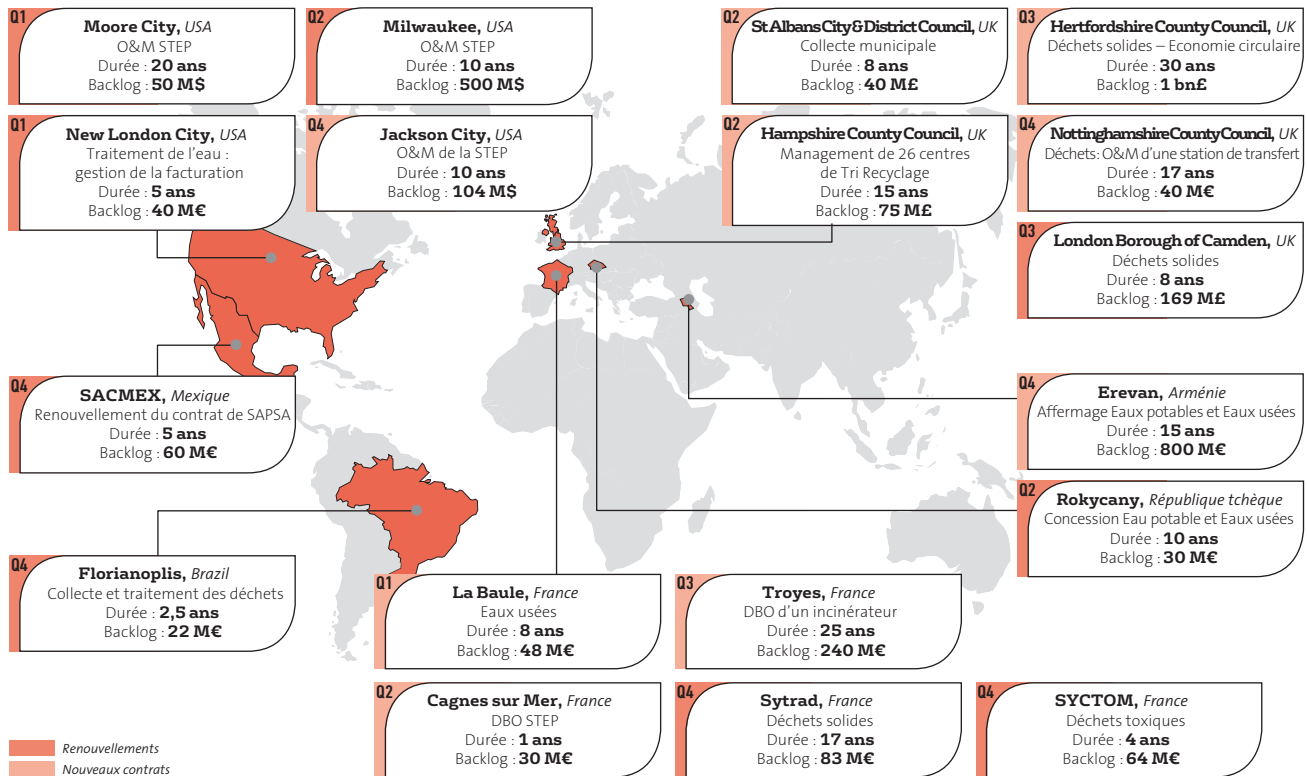 Q1
Moore City, USA
O&M STEP
Durée : 20 ans
Backlog : 50 M$
Q2
Milwaukee, USA
O&M STEP
Durée : 10 ans
Backlog : 500 M$
Q2
St Albans City & District Council, UK
Collecte municipale
Durée : 8 ans
Backlog : 40 M£
Q3
Hertfordshire County Council, UK
Déchets solides – Economie circulaire
Durée : 30 ans
Backlog : 1 bn£
Q1
New London City, USA
Traitement de l'eau :
gestion de la facturation
Durée : 5 ans
Backlog : 40 M€
Q4
Jackson City, USA
O&M de la STEP
Durée : 10 ans
Backlog : 104 M$
Q2
Hampshire County Council, UK
Management de 26 centres
de Tri Recyclage
Durée : 15 ans
Backlog : 75 M£
Q4
Nottinghamshire County Council, UK
Déchets: O&M d'une station de transfert
Durée : 17 ans
Backlog : 40 M€
Q3
London Borough of Camden, UK
Déchets solides
Durée : 8 ans
Backlog : 169 M£
Q4
SACMEX, Mexique
Renouvellement du contrat de SAPSA
Durée : 5 ans
Backlog : 60 M€
Q4
Erevan, Arménie
Affermage Eaux potables et Eaux usées
Durée : 15 ans
Backlog : 800 M€
Q2
Rokycany, République tchèque
Concession Eau potable et Eaux usées
Durée : 10 ans
Backlog : 30 M€
Q4
Florianoplis, Brazil
Collecte et traitement des déchets
Durée : 2,5 ans
Backlog : 22 M€
Q1
La Baule, France
Eaux usées
Durée : 8 ans
Backlog : 48 M€
Q3
Troyes, France
DBO d'un incinérateur
Durée : 25 ans
Backlog : 240 M€
Q2
Cagnes sur Mer, France
DBO STEP
Durée : 1 ans
Backlog : 30 M€
Q4
Sytrad, France
Déchets solides
Durée : 17 ans
Backlog : 83 M€
Q4
SYCTOM, France
Déchets toxiques
Durée : 4 ans
Backlog : 64 M€
Renouvellements
Nouveaux contrats